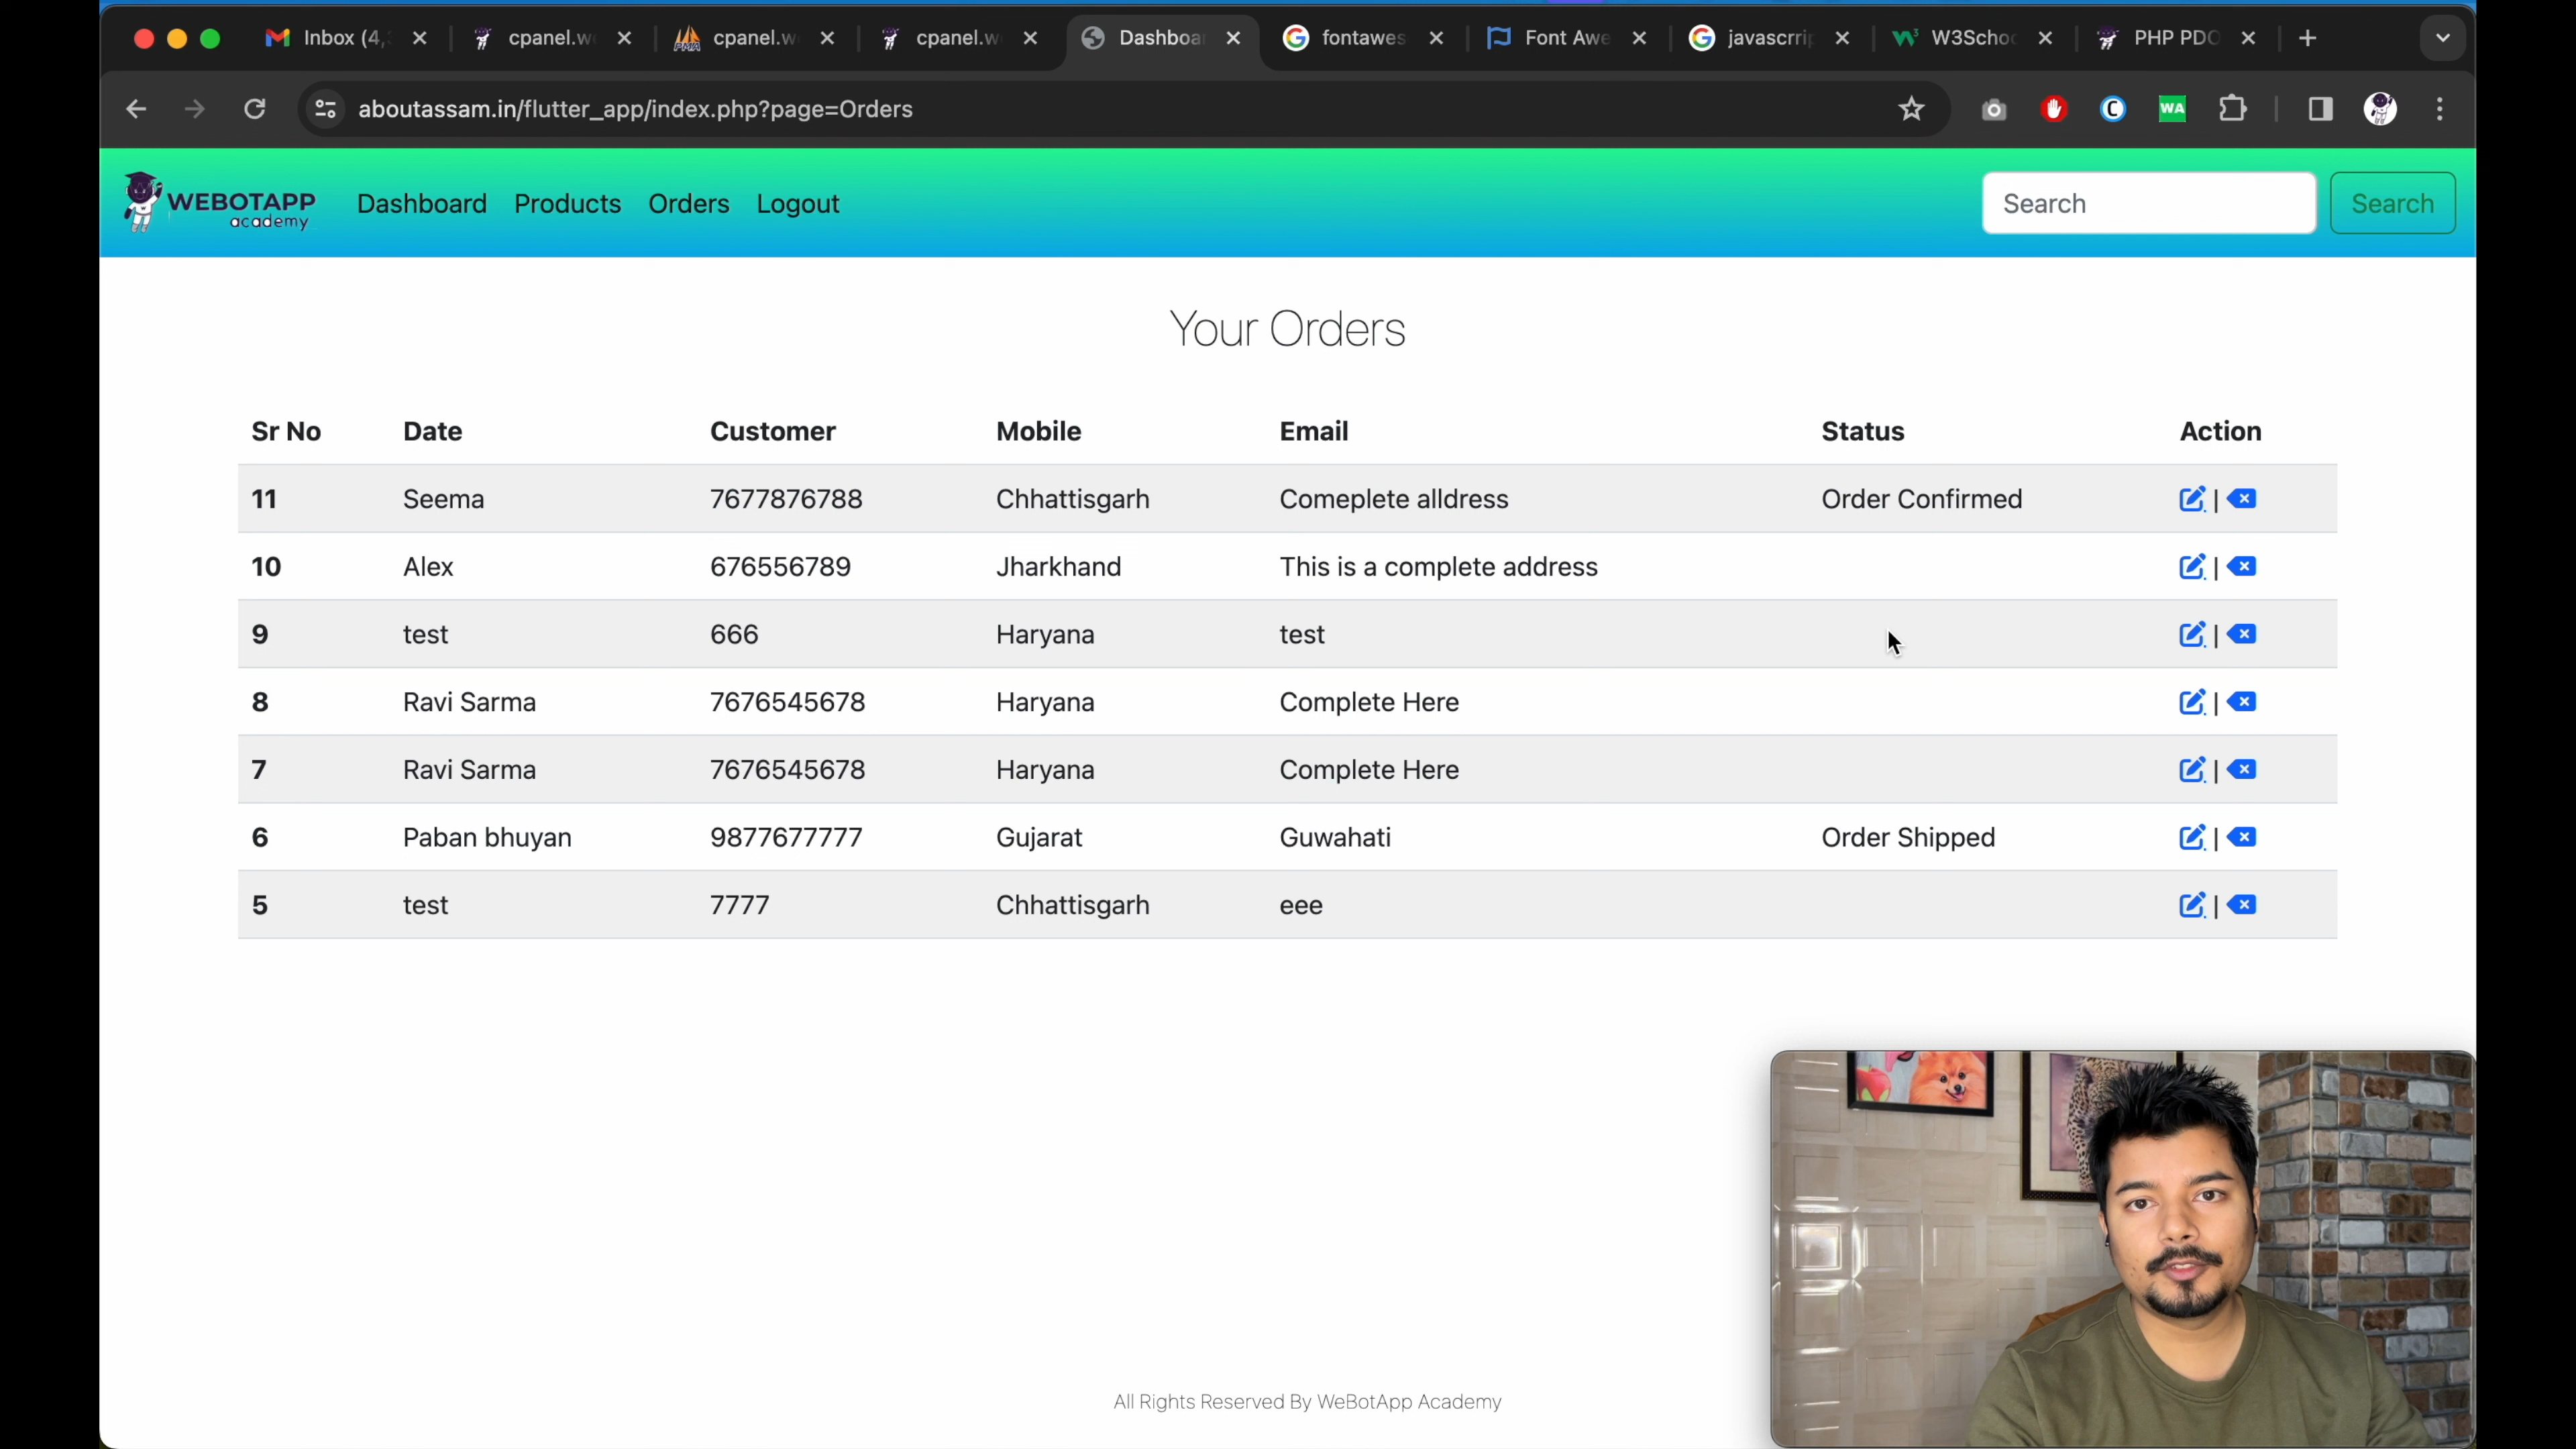 Inbox (4, cpanel.w cpanel.w cpanel.w Dashboa fontawes Font Awe javascrrip W3Scho PHP PDO
aboutassam.in/flutter_app/index.php?page=Orders
WA
WEBOTAPP
academy
Dashboard Products Orders Logout Search Search
Your Orders
Sr No Date Customer Mobile Email Status Action
11 Seema 7677876788 Chhattisgarh Comeplete alldress Order Confirmed |
10 Alex 676556789 Jharkhand This is a complete address |
9 test 666 Haryana test |
8 Ravi Sarma 7676545678 Haryana Complete Here |
7 Ravi Sarma 7676545678 Haryana Complete Here |
6 Paban bhuyan 9877677777 Gujarat Guwahati Order Shipped |
5 test 7777 Chhattisgarh eee |
All Rights Reserved By WeBotApp Academy